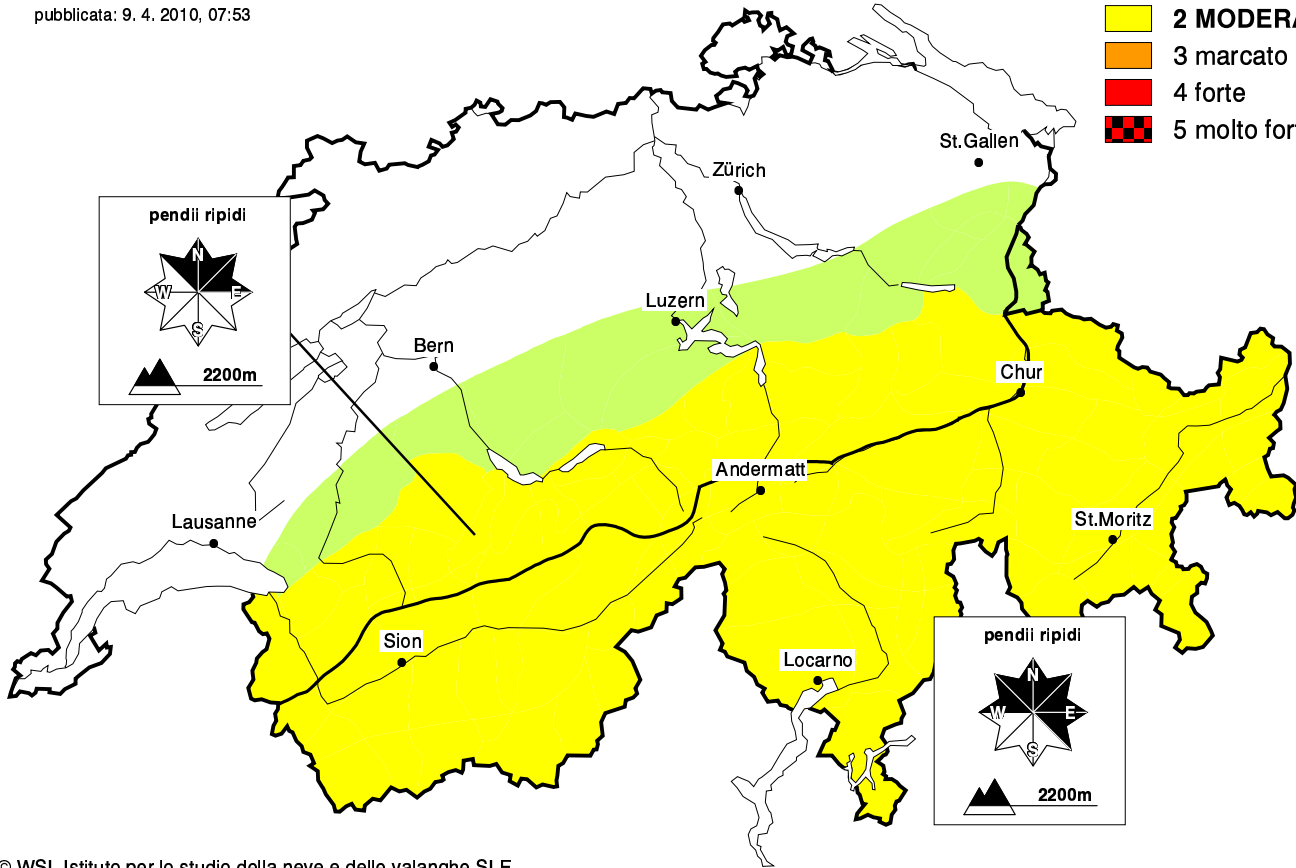 pubblicata: 9. 4. 2010, 07:53
2 MODERA
3 marcato
4 forte
5 molto for
St.Gallen
Zürich
pendii ripidi
N
W E
S
2200m
Luzern
Bern
Chur
Andermatt
Lausanne
St.Moritz
Sion
Locarno
pendii ripidi
N
W E
S
2200m
© WSL Istituto per lo studio della neve e delle valanghe SLF